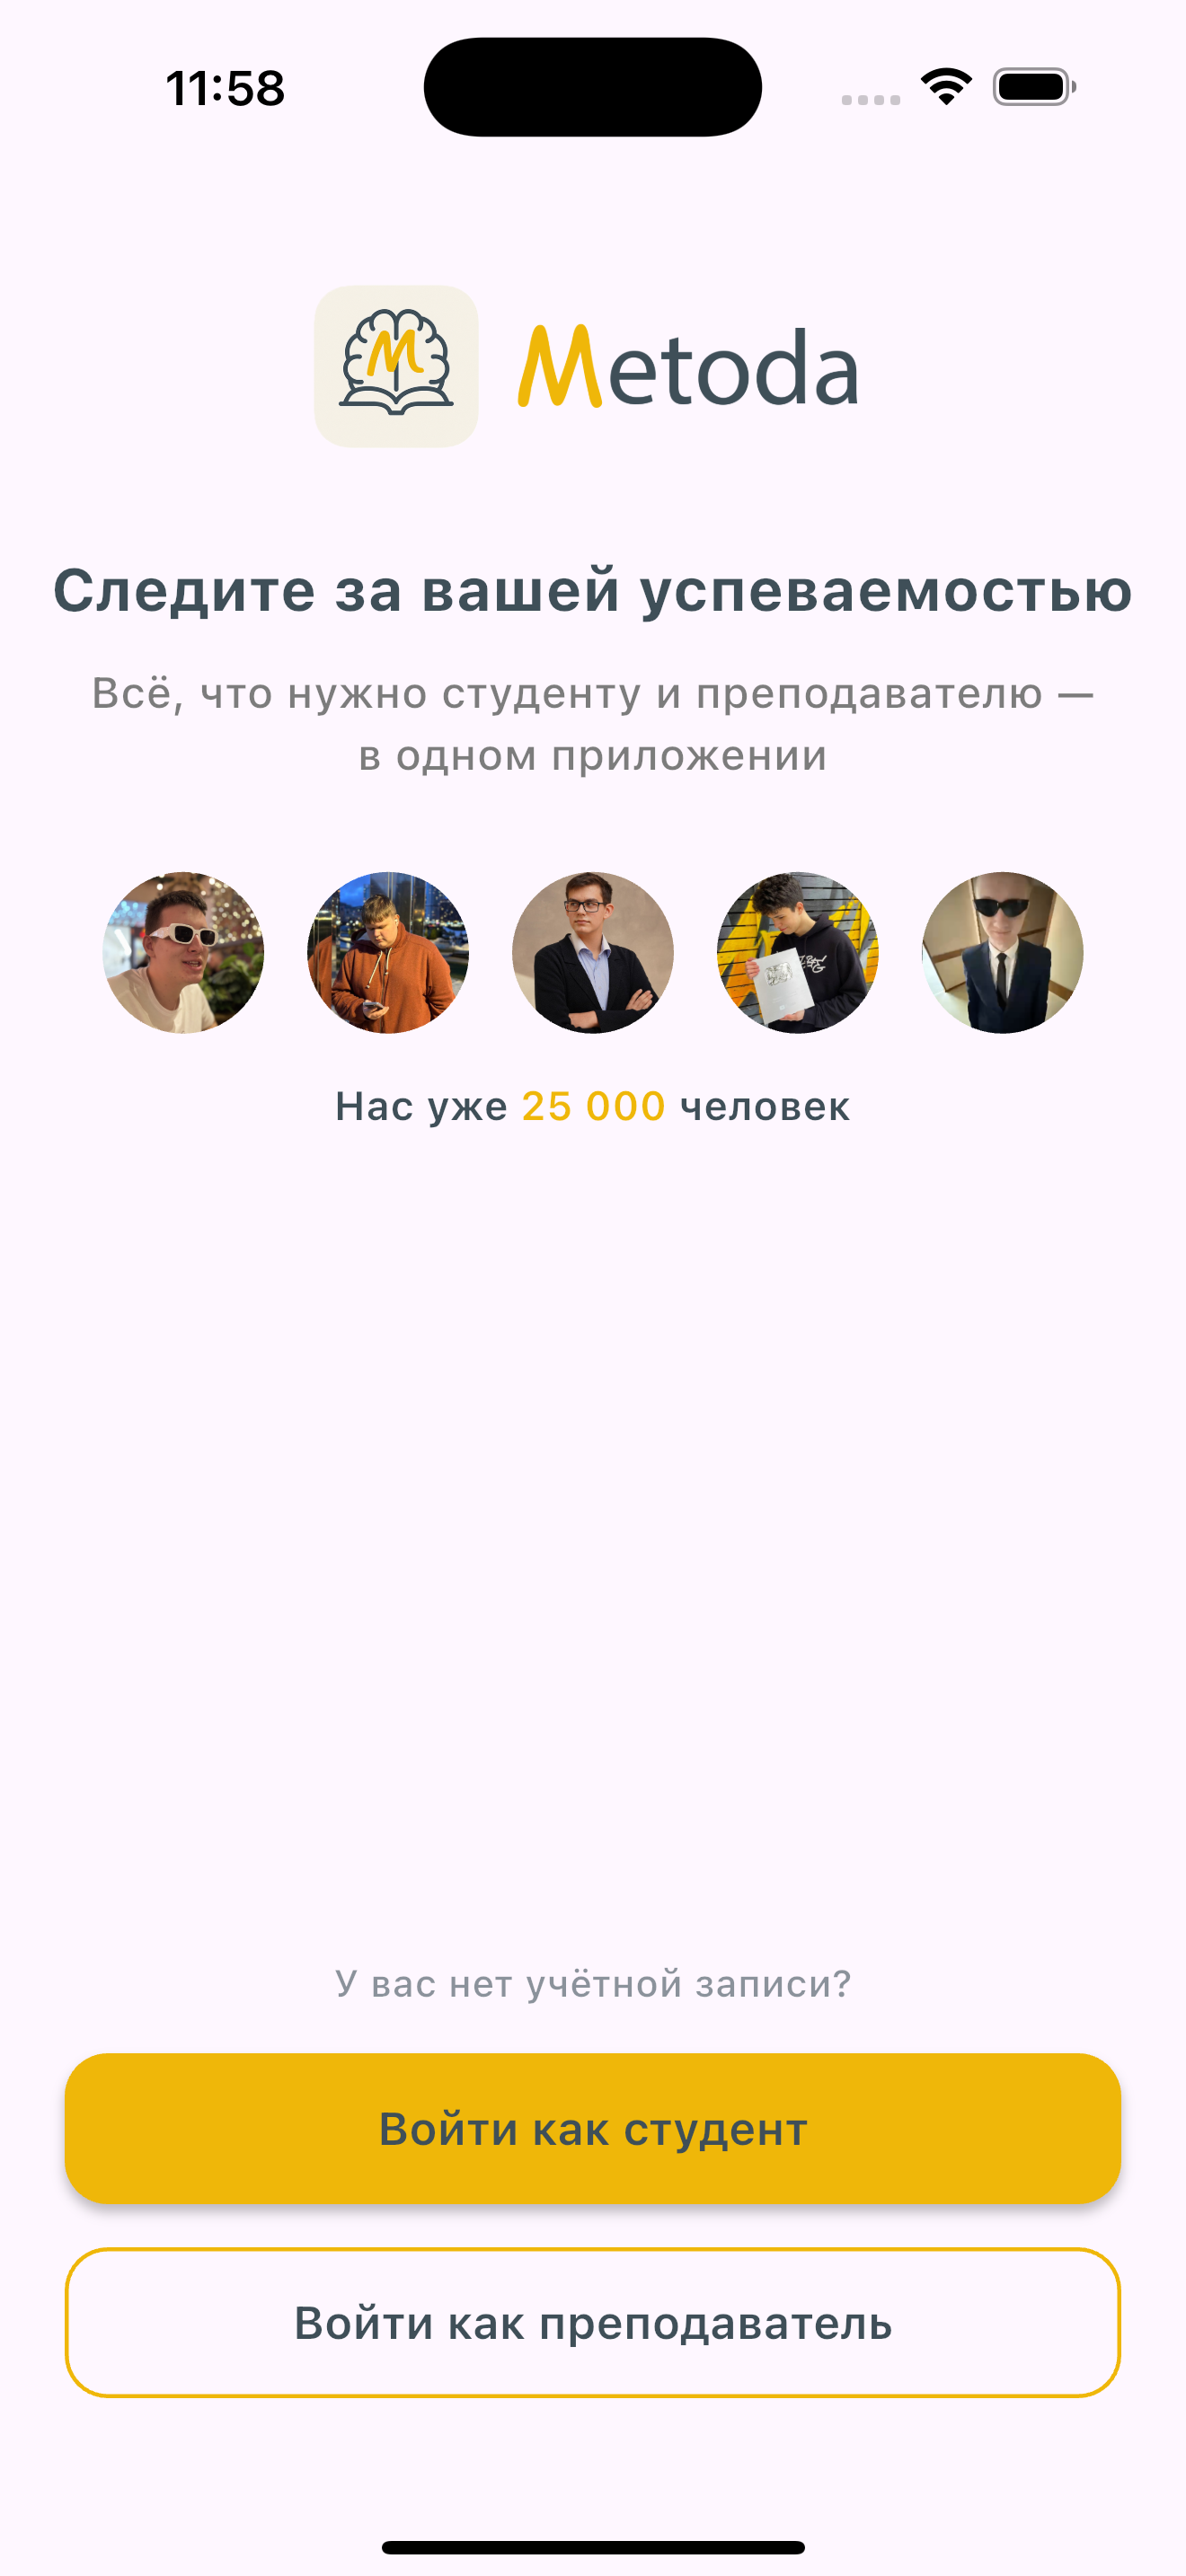 11:58
M
Metoda
Следите за вашей успеваемостью
Всё, что нужно студенту и преподавателю —
в одном приложении
Нас уже 25 000 человек
У вас нет учётной записи?
Войти как студент
Войти как преподаватель